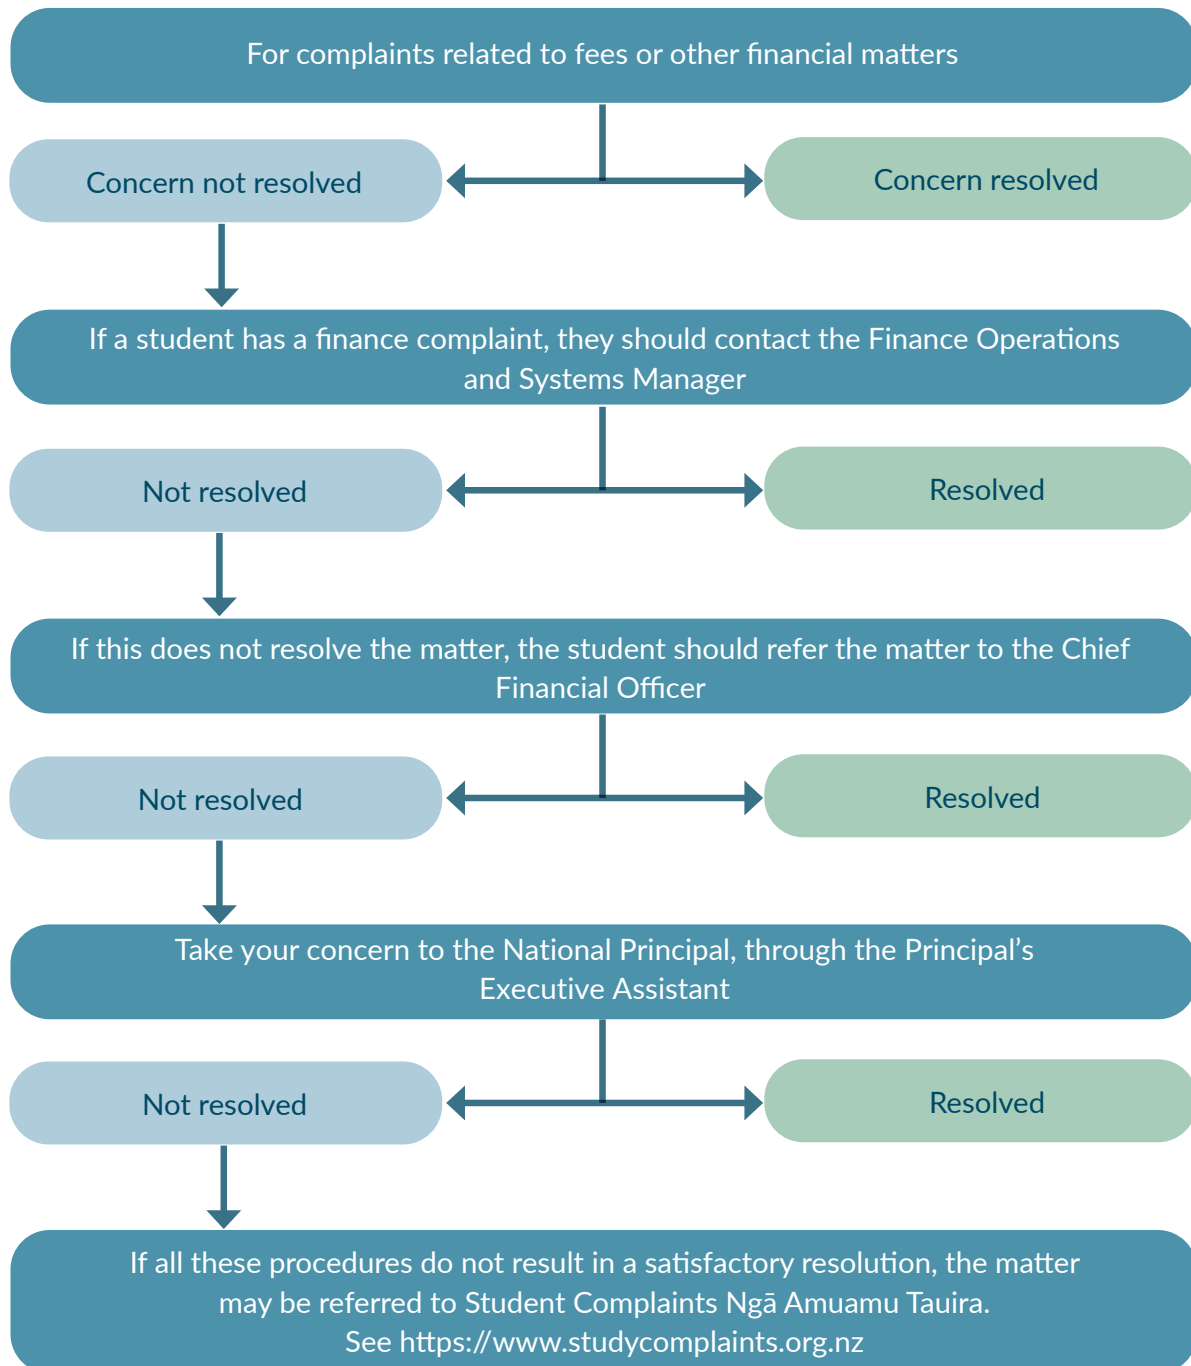 For complaints related to fees or other financial matters
Concern not resolved
Concern resolved
If a student has a finance complaint, they should contact the Finance Operations
and Systems Manager
Not resolved
Resolved
If this does not resolve the matter, the student should refer the matter to the Chief
Financial Officer
Not resolved
Resolved
Take your concern to the National Principal, through the Principal’s
Executive Assistant
Not resolved
Resolved
If all these procedures do not result in a satisfactory resolution, the matter
may be referred to Student Complaints Ngā Amuamu Tauira.
See https://www.studycomplaints.org.nz